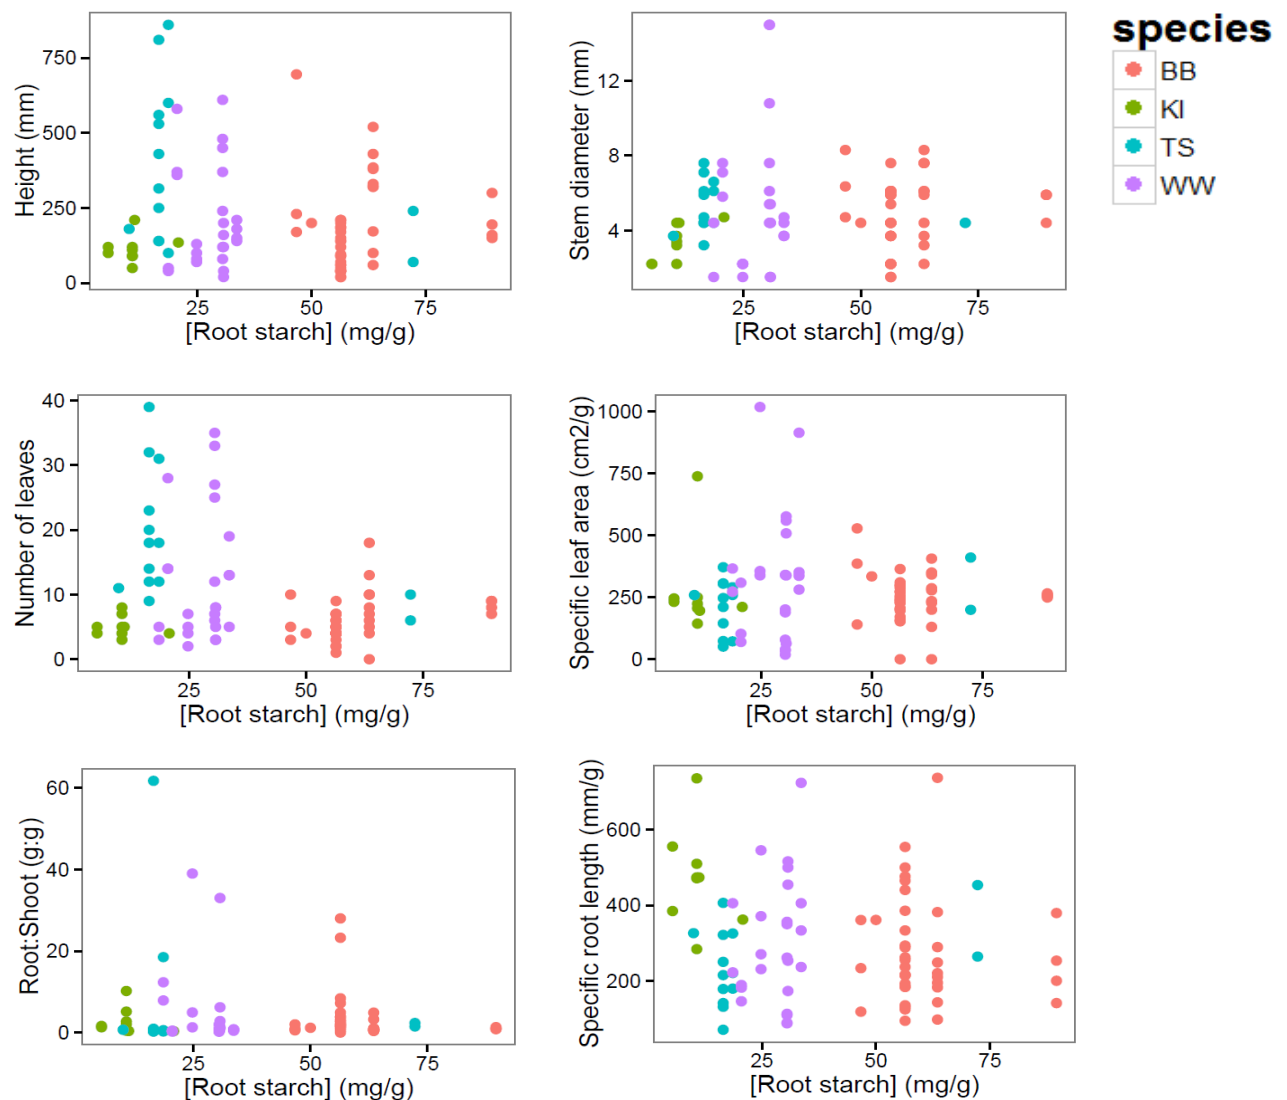 species
BB
KI
TS
WW
Height (mm)
750
500
250
0
25 50 75
[Root starch] (mg/g)
Stem diameter (mm)
12
8
4
25 50 75
[Root starch] (mg/g)
Number of leaves
40
30
20
10
0
25 50 75
[Root starch] (mg/g)
Specific leaf area (cm2/g)
1000
750
500
250
0
25 50 75
[Root starch] (mg/g)
Root:Shoot (g:g)
60
40
20
0
25 50 75
[Root starch] (mg/g)
Specific root length (mm/g)
600
400
200
25 50 75
[Root starch] (mg/g)